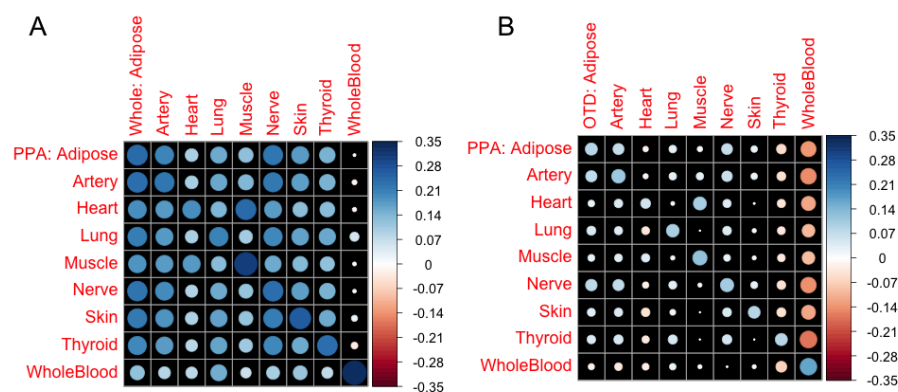 A
Whole: Adipose
Artery
Heart
Lung
Muscle
Nerve
Skin
Thyroid
WholeBlood
PPA: Adipose
Artery
Heart
Lung
Muscle
Nerve
Skin
Thyroid
WholeBlood
0.35
0.28
0.21
0.14
0.07
0
-0.07
-0.14
-0.21
-0.28
-0.35
B
OTD: Adipose
Artery
Heart
Lung
Muscle
Nerve
Skin
Thyroid
WholeBlood
PPA: Adipose
Artery
Heart
Lung
Muscle
Nerve
Skin
Thyroid
WholeBlood
0.35
0.28
0.21
0.14
0.07
0
-0.07
-0.14
-0.21
-0.28
-0.35